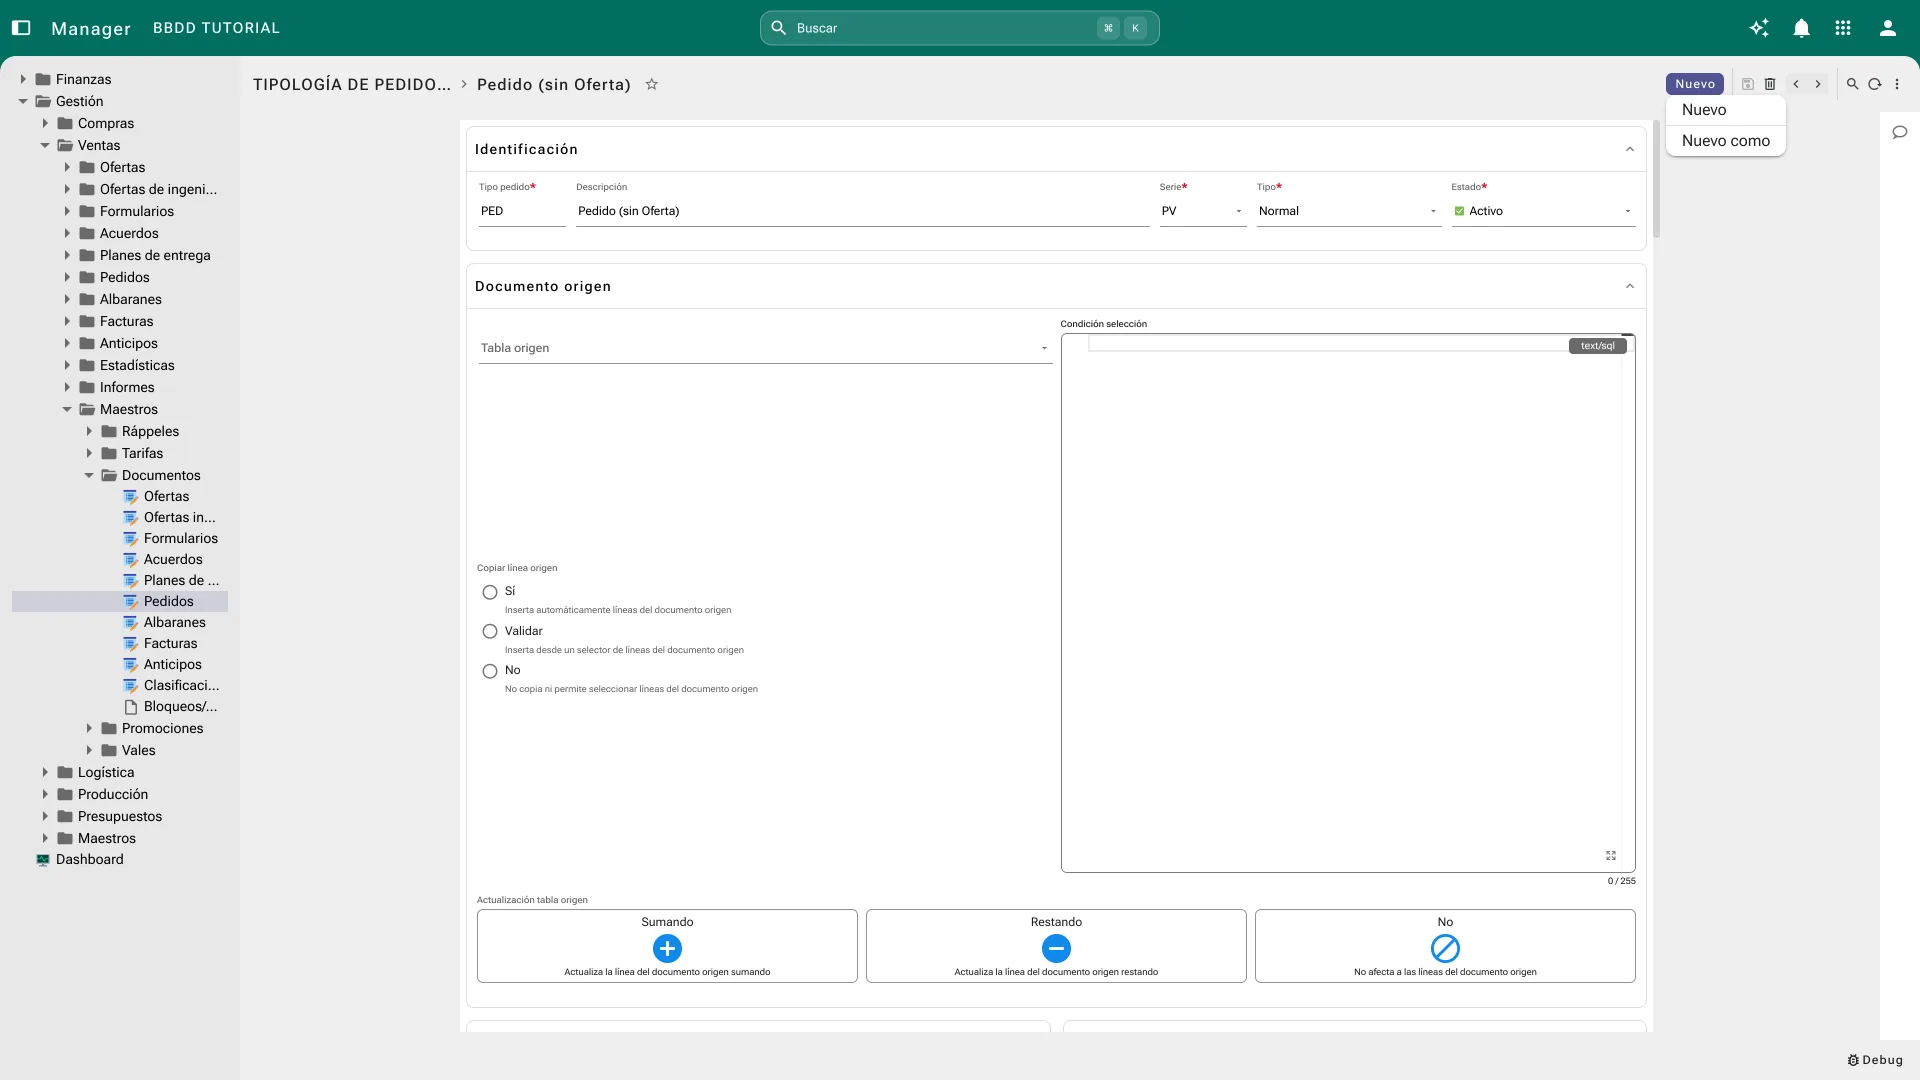 Manager
BBDD TUTORIAL
Buscar
⌘ K
Finanzas
Gestión
Compras
Ventas
Ofertas
Ofertas de ingeni...
Formularios
Acuerdos
Planes de entrega
Pedidos
Albaranes
Facturas
Anticipos
Estadísticas
Informes
Maestros
Ráppeles
Tarifas
Documentos
Ofertas
Ofertas in...
Formularios
Acuerdos
Planes de ...
Pedidos
Albaranes
Facturas
Anticipos
Clasificaci...
Bloqueos/...
Promociones
Vales
Logística
Producción
Presupuestos
Maestros
Dashboard
TIPOLOGÍA DE PEDIDO... > Pedido (sin Oferta)
Nuevo
Nuevo
Nuevo como
Identificación
Tipo pedido* Descripción Serie* Tipo* Estado*
PED Pedido (sin Oferta) PV Normal Activo
Documento origen
Tabla origen
Condición selección
text/sql
0 / 255
Copiar línea origen
Sí
Inserta automáticamente líneas del documento origen
Validar
Inserta desde un selector de líneas del documento origen
No
No copia ni permite seleccionar líneas del documento origen
Actualización tabla origen
Sumando
Actualiza la línea del documento origen sumando
Restando
Actualiza la línea del documento origen restando
No
No afecta a las líneas del documento origen
Debug